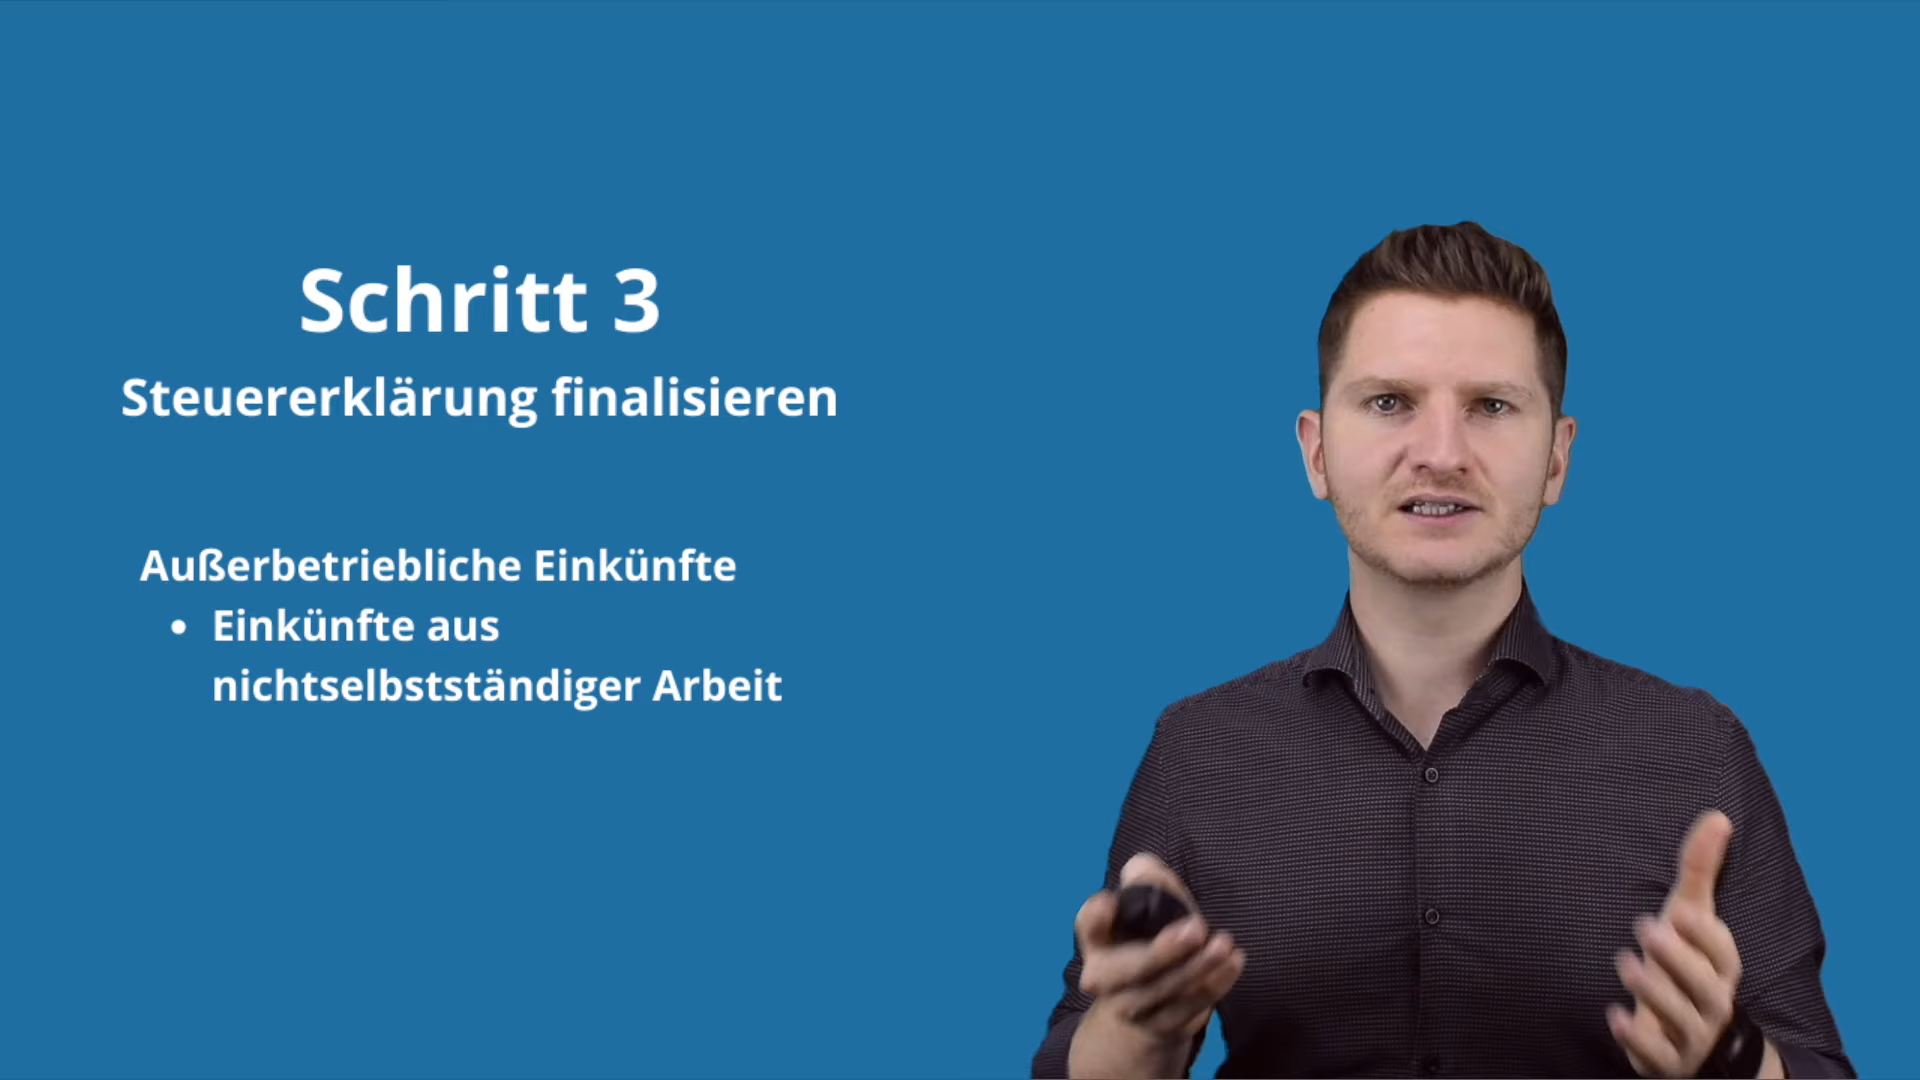 Schritt 3
Steuererklärung finalisieren
Außerbetriebliche Einkünfte
• Einkünfte aus
nichtselbstständiger Arbeit